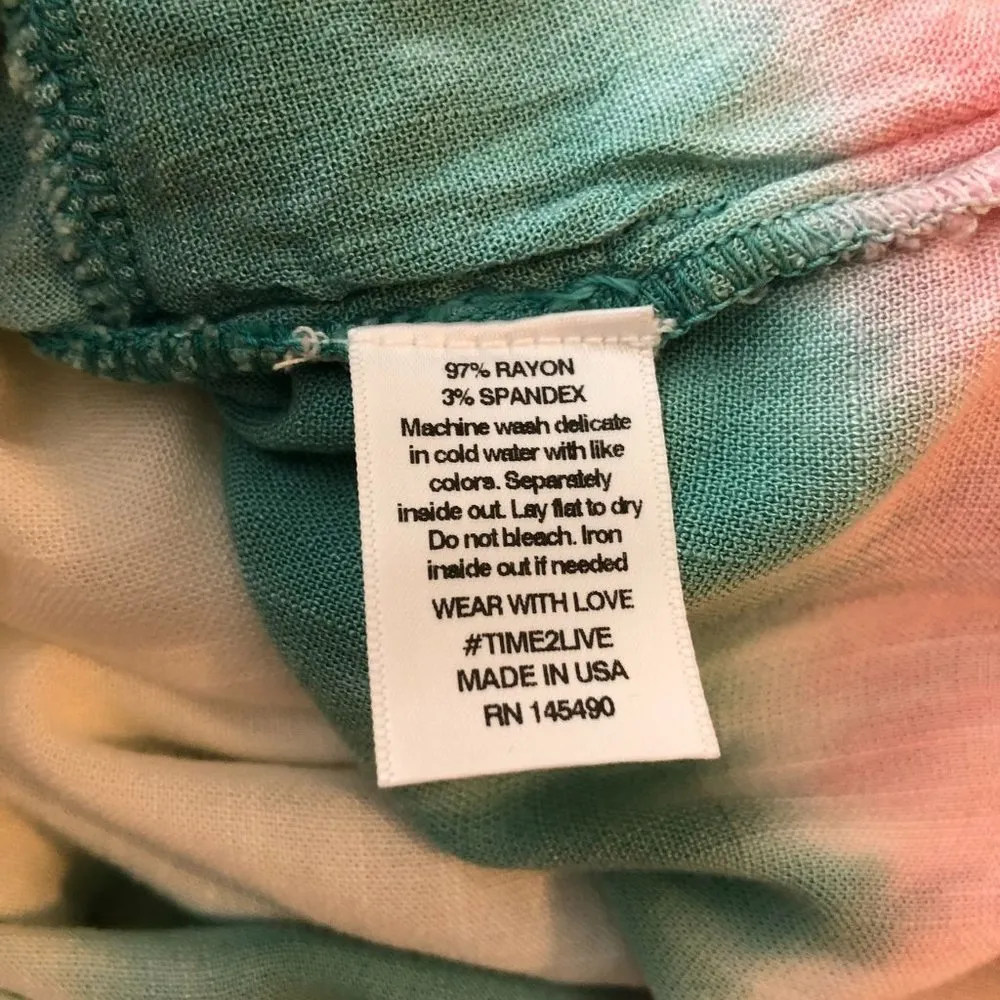 97% RAYON
3% SPANDEX
Machine wash delicate
in cold water with like
colors. Separately
inside out. Lay flat to dry
Do not bleach. Iron
inside out if needed
WEAR WITH LOVE
#TIME2LIVE
MADE IN USA
RN 145490